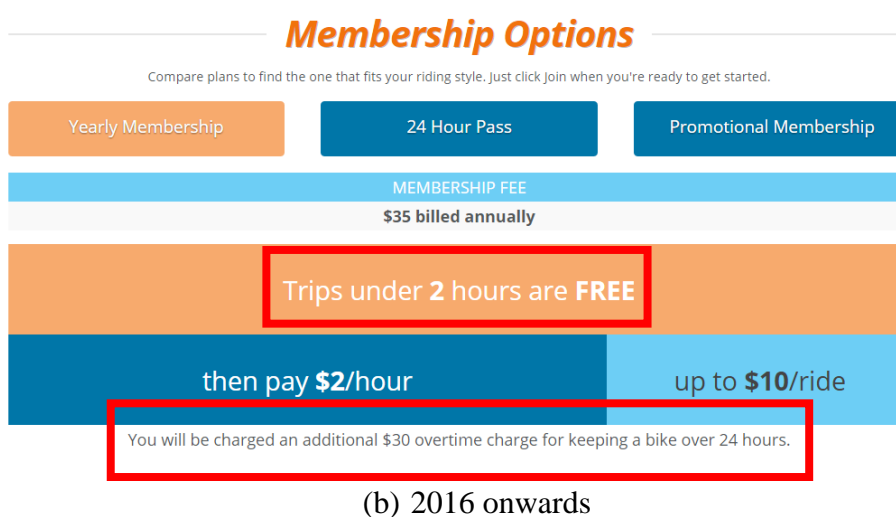 Membership Options
Compare plans to find the one that fits your riding style. Just click Join when you're ready to get started.
Yearly Membership
24 Hour Pass
Promotional Membership
MEMBERSHIP FEE
$35 billed annually
Trips under 2 hours are FREE
then pay $2/hour
up to $10/ride
You will be charged an additional $30 overtime charge for keeping a bike over 24 hours.
(b) 2016 onwards